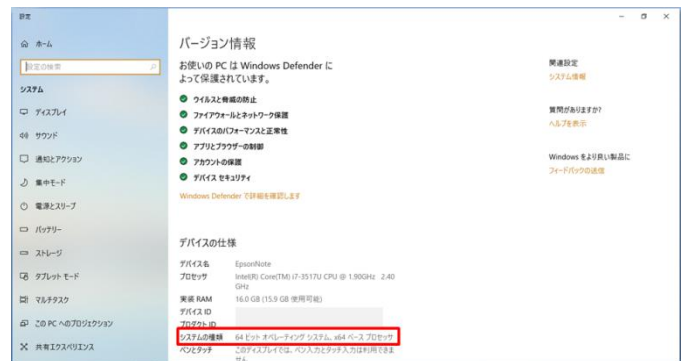 設定
ホーム
設定の検索
システム
ディスプレイ
サウンド
通知とアクション
集中モード
電源とスリープ
バッテリー
ストレージ
タブレット モード
マルチタスク
この PC へのプロジェクション
共有エクスペリエンス
バージョン情報
お使いの PC は Windows Defender に
よって保護されています。
ウイルスと脅威の防止
ファイアウォールとネットワーク保護
デバイスのパフォーマンスと正常性
アプリとブラウザーの制御
アカウントの保護
デバイス セキュリティ
Windows Defender で詳細を確認します
デバイスの仕様
デバイス名 EpsonNote
プロセッサ Intel(R) Core(TM) i7-3517U CPU @ 1.90GHz 2.40
GHz
実装 RAM 16.0 GB (15.9 GB 使用可能)
デバイス ID
プロダクト ID
システムの種類 64 ビット オペレーティング システム、x64 ベース プロセッサ
ペンとタッチ このディスプレイでは、ペン入力とタッチ入力は利用できま
せん
関連設定
システム情報
質問がありますか?
ヘルプを表示
Windows をより良い製品に
フィードバックの送信